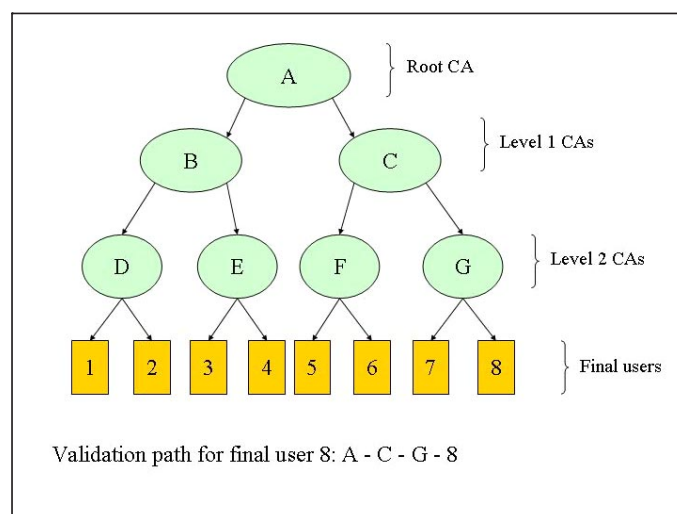 A
Root CA
B
C
Level 1 CAs
D
E
F
G
Level 2 CAs
1
2
3
4
5
6
7
8
Final users
Validation path for final user 8: A - C - G - 8